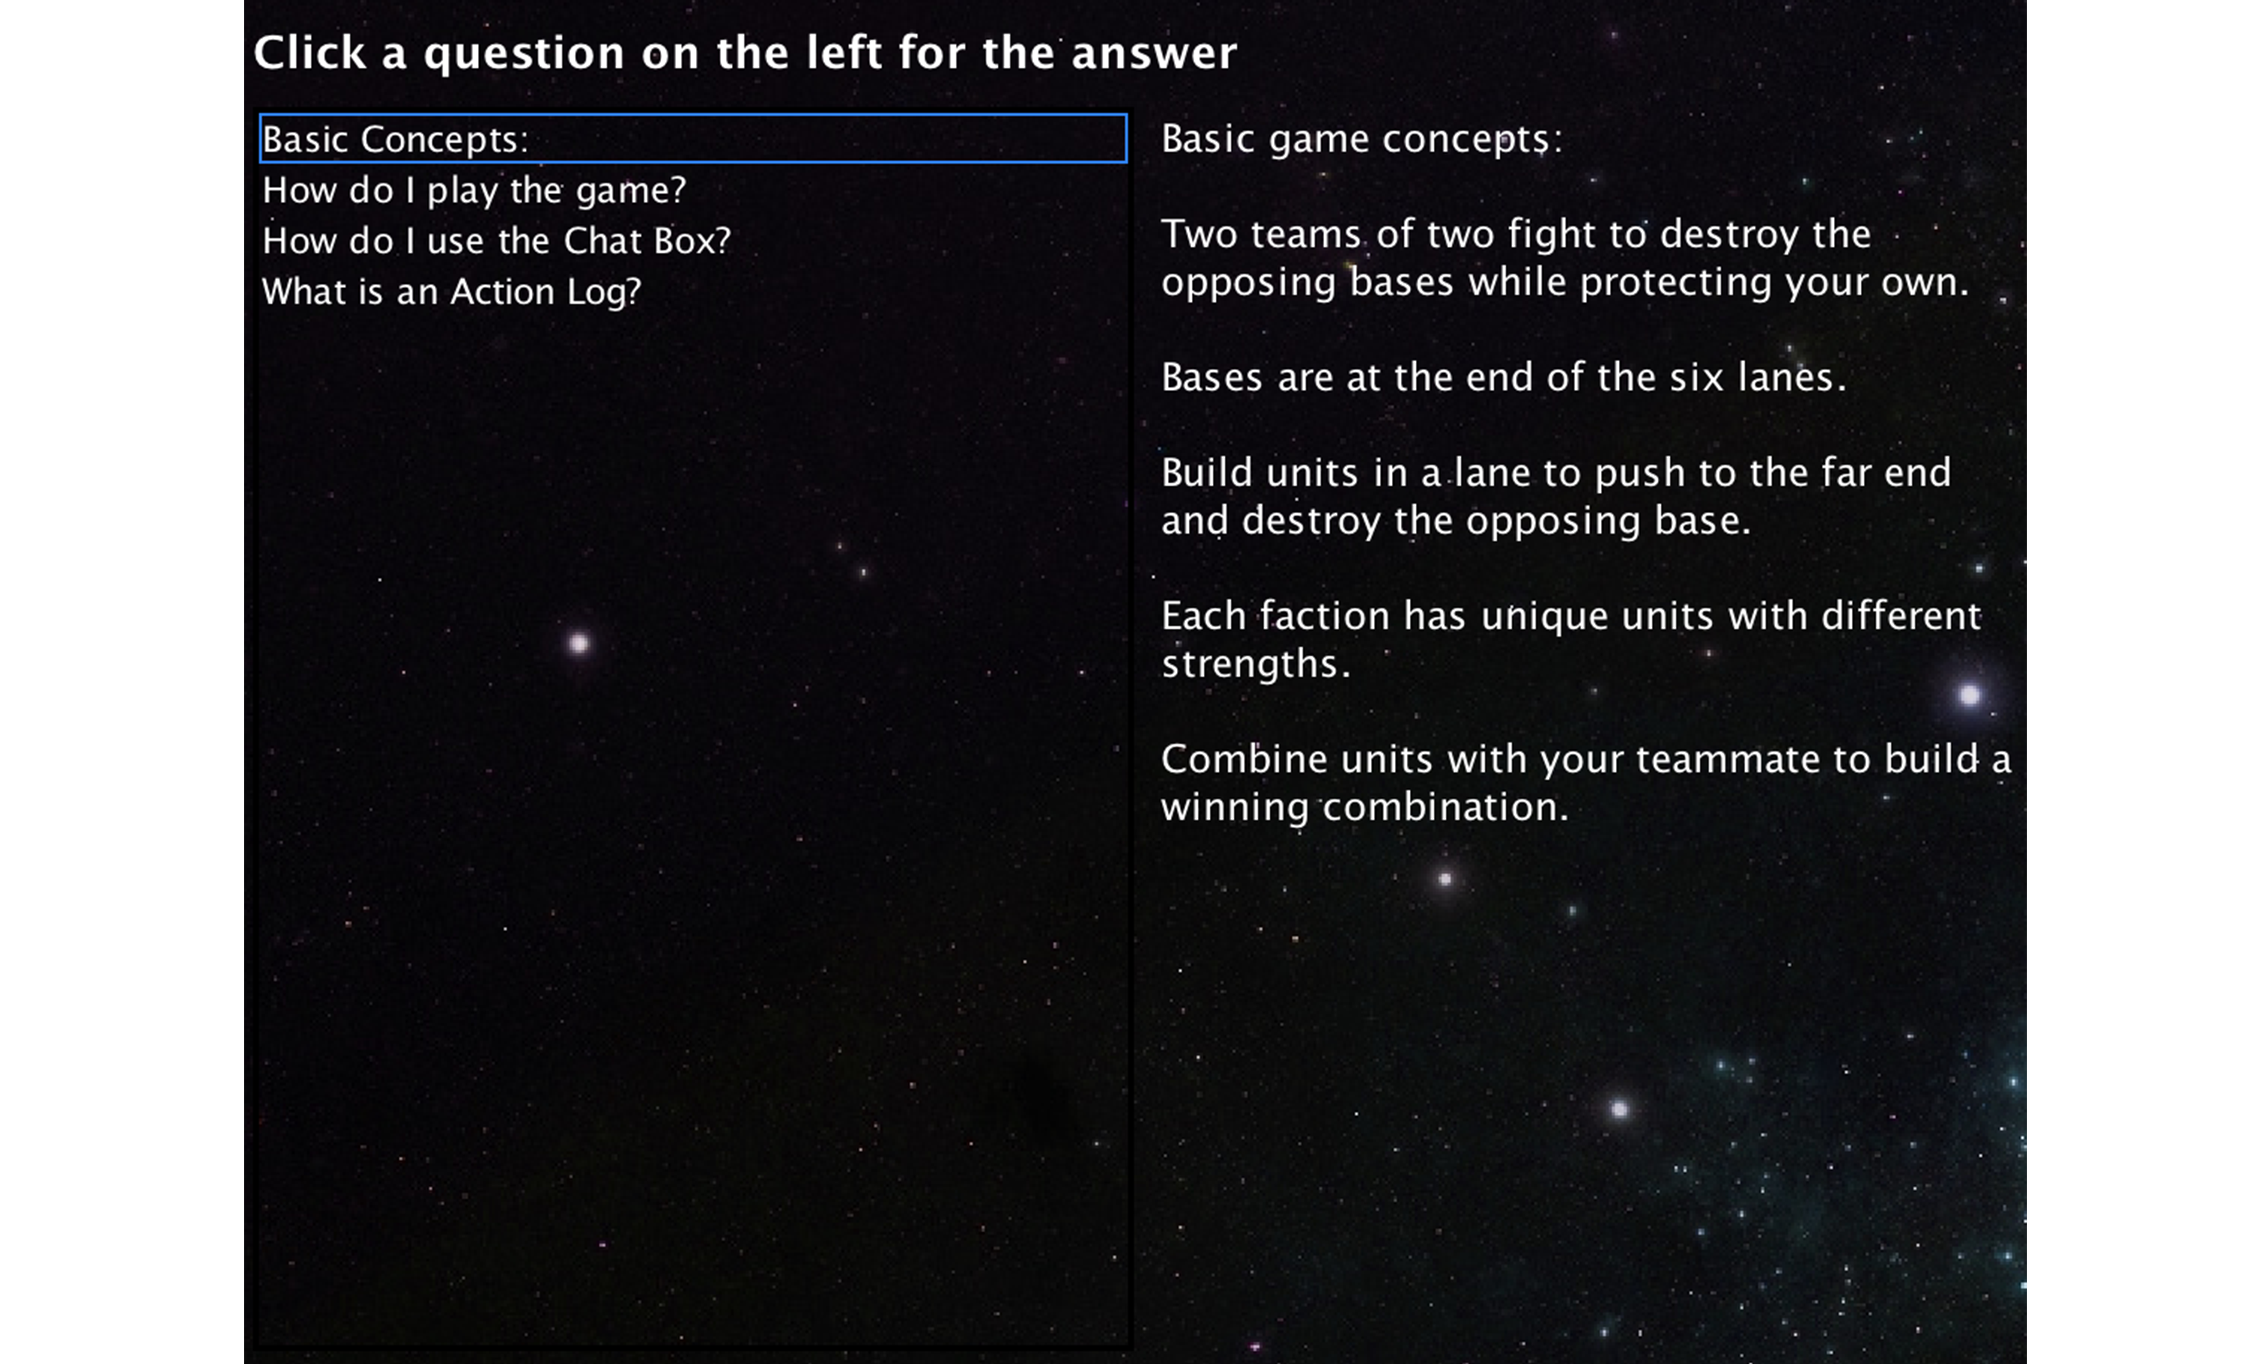 Click a question on the left for the answer
Basic Concepts:
How do I play the game?
How do I use the Chat Box?
What is an Action Log?
Basic game concepts:
Two teams of two fight to destroy the
opposing bases while protecting your own.
Bases are at the end of the six lanes.
Build units in a lane to push to the far end
and destroy the opposing base.
Each faction has unique units with different
strengths.
Combine units with your teammate to build a
winning combination.